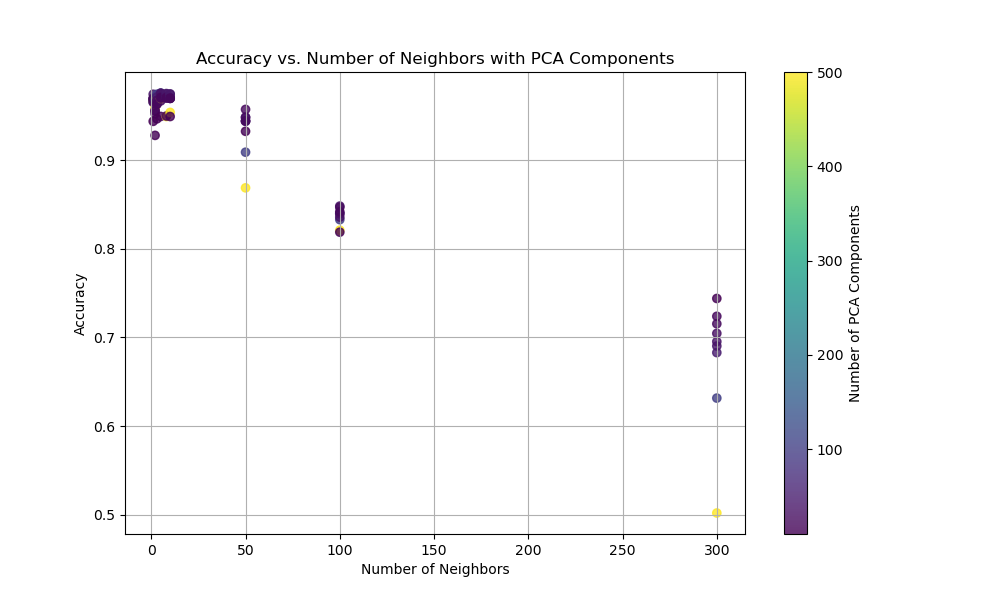 Accuracy vs. Number of Neighbors with PCA Components
Accuracy
0.9
0.8
0.7
0.6
0.5
0 50 100 150 200 250 300
Number of Neighbors
500
400
300
200
100
Number of PCA Components